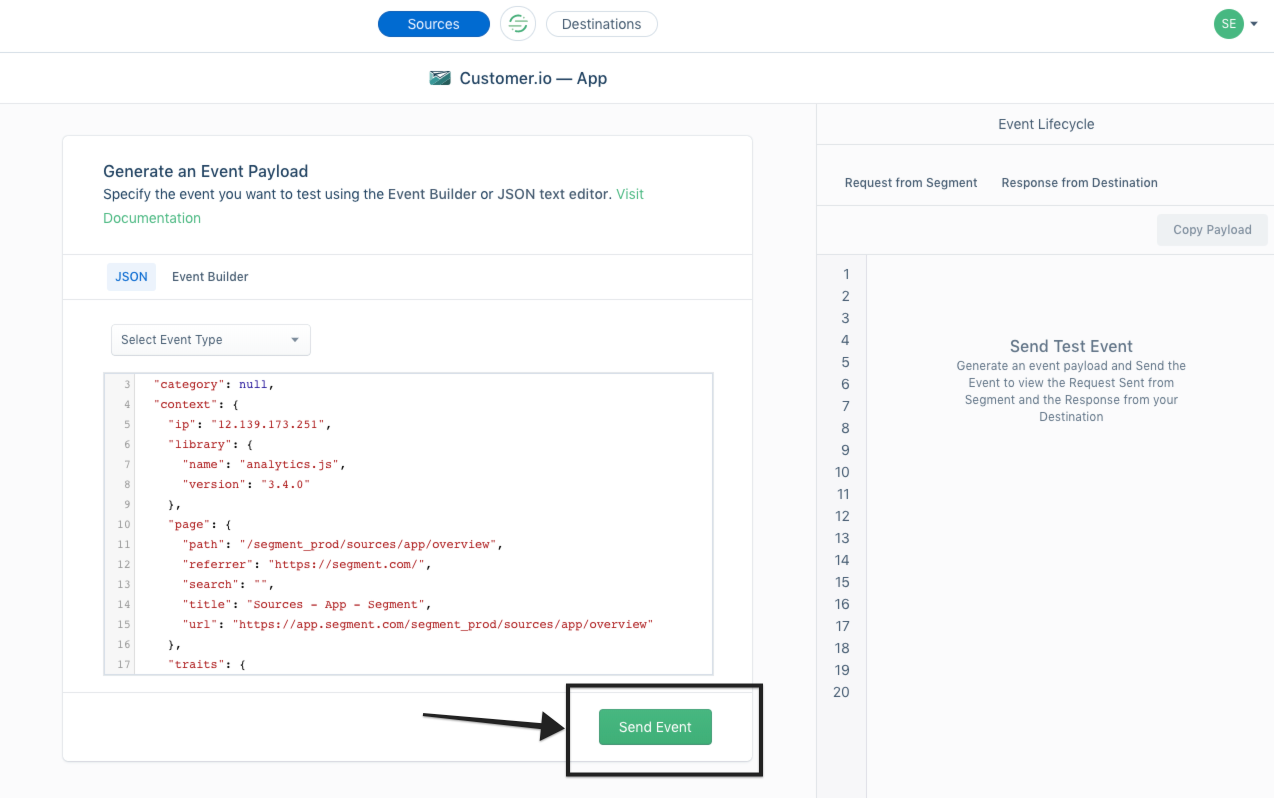 Sources
Destinations
SE
Customer.io — App
Generate an Event Payload
Specify the event you want to test using the Event Builder or JSON text editor. Visit
Documentation
JSON
Event Builder
Select Event Type
3 "category": null,
4 "context": {
5 "ip": "12.139.173.251",
6 "library": {
7 "name": "analytics.js",
8 "version": "3.4.0"
9 },
10 "page": {
11 "path": "/segment_prod/sources/app/overview",
12 "referrer": "https://segment.com/",
13 "search": "",
14 "title": "Sources - App - Segment",
15 "url": "https://app.segment.com/segment_prod/sources/app/overview"
16 },
17 "traits": {
Send Event
Event Lifecycle
Request from Segment
Response from Destination
Copy Payload
1
2
3
4
5
6
7
8
9
10
11
12
13
14
15
16
17
18
19
20
Send Test Event
Generate an event payload and Send the
Event to view the Request Sent from
Segment and the Response from your
Destination